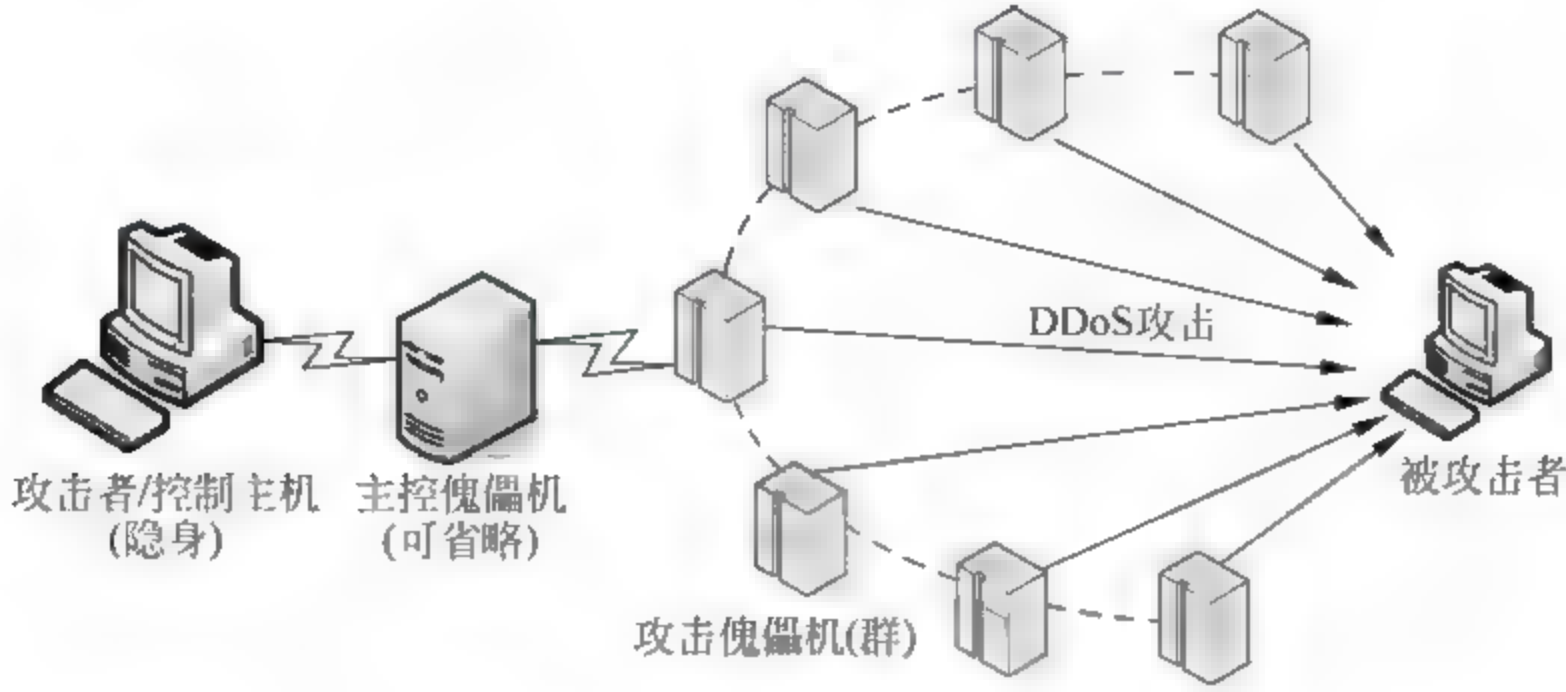 DDoS攻击
攻击者/控制主机
(隐身)
主控傀儡机
(可省略)
被攻击者
攻击傀儡机(群)